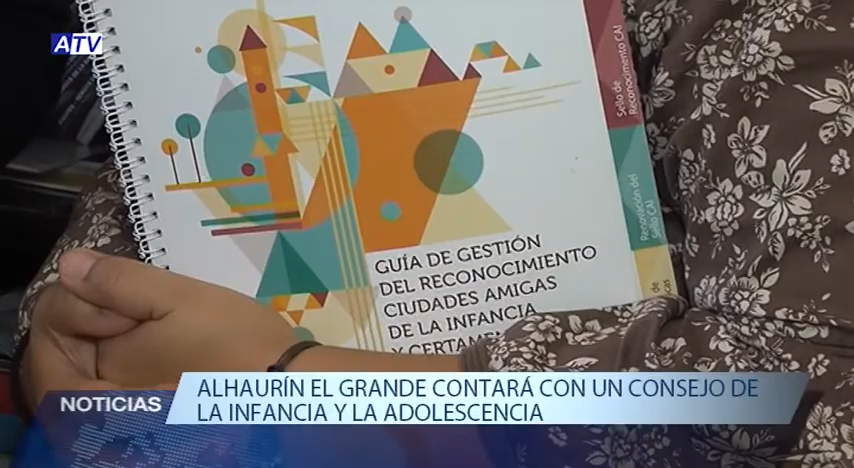 ATV
Sello de
Reconocimiento CAI
Renovación del
Sello CAI
de
GUÍA DE GESTIÓN
DEL RECONOCIMIENTO
CIUDADES AMIGAS
DE LA INFANCIA
Y
NOTICIAS
ALHAURÍN EL GRANDE CONTARÁ CON UN CONSEJO DE
LA INFANCIA Y LA ADOLESCENCIA